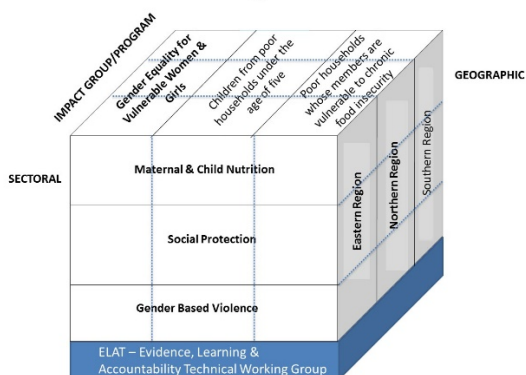 IMPACT GROUP/PROGRAM
Gender Equality for
Vulnerable Women &
Girls
Children from poor
households under the
age of five
Poor households
whose members are
vulnerable to chronic
food insecurity
GEOGRAPHIC
SECTORAL
Maternal & Child Nutrition
Social Protection
Gender Based Violence
Eastern Region
Northern Region
Southern Region
ELAT – Evidence, Learning &
Accountability Technical Working Group